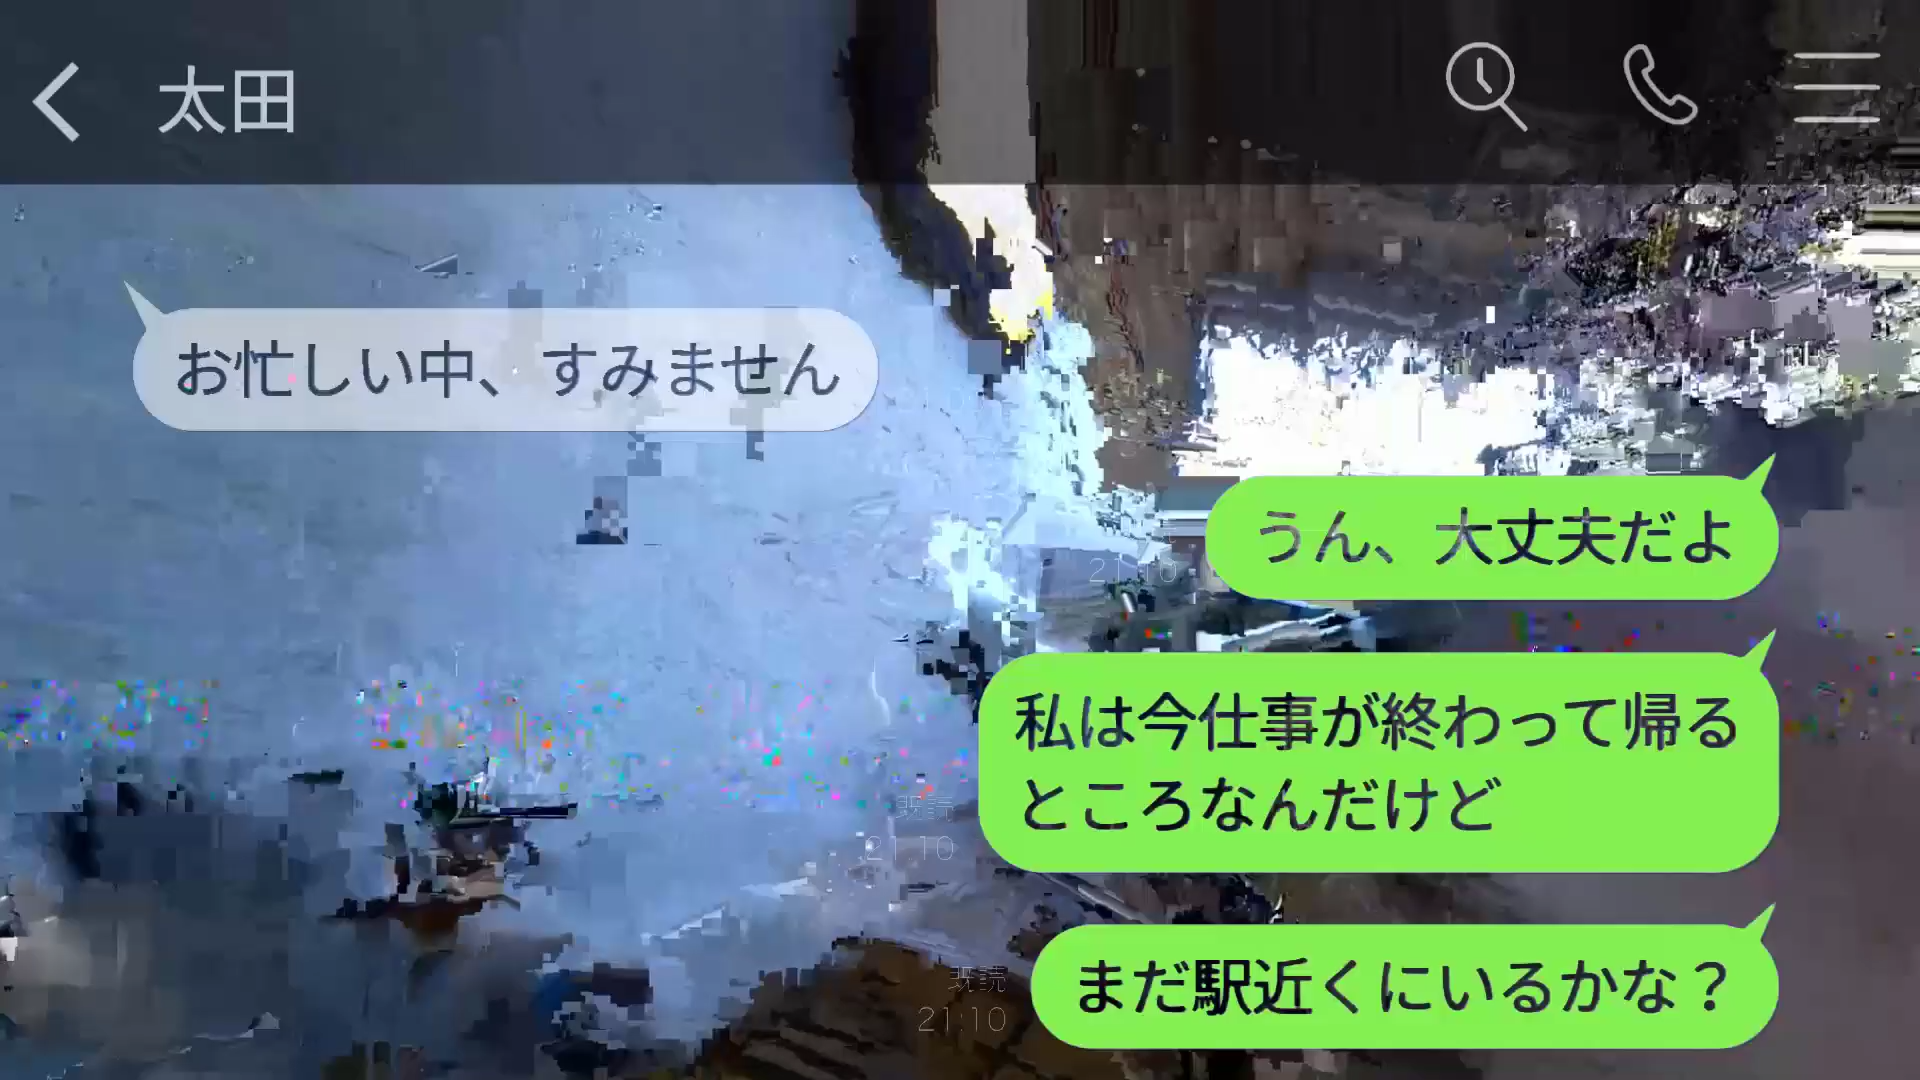 太田
お忙しい中、すみません
うん、大丈夫だよ
21:10
私は今仕事が終わって帰る
ところなんだけど
既読
21:10
まだ駅近くにいるかな？
既読
21:10